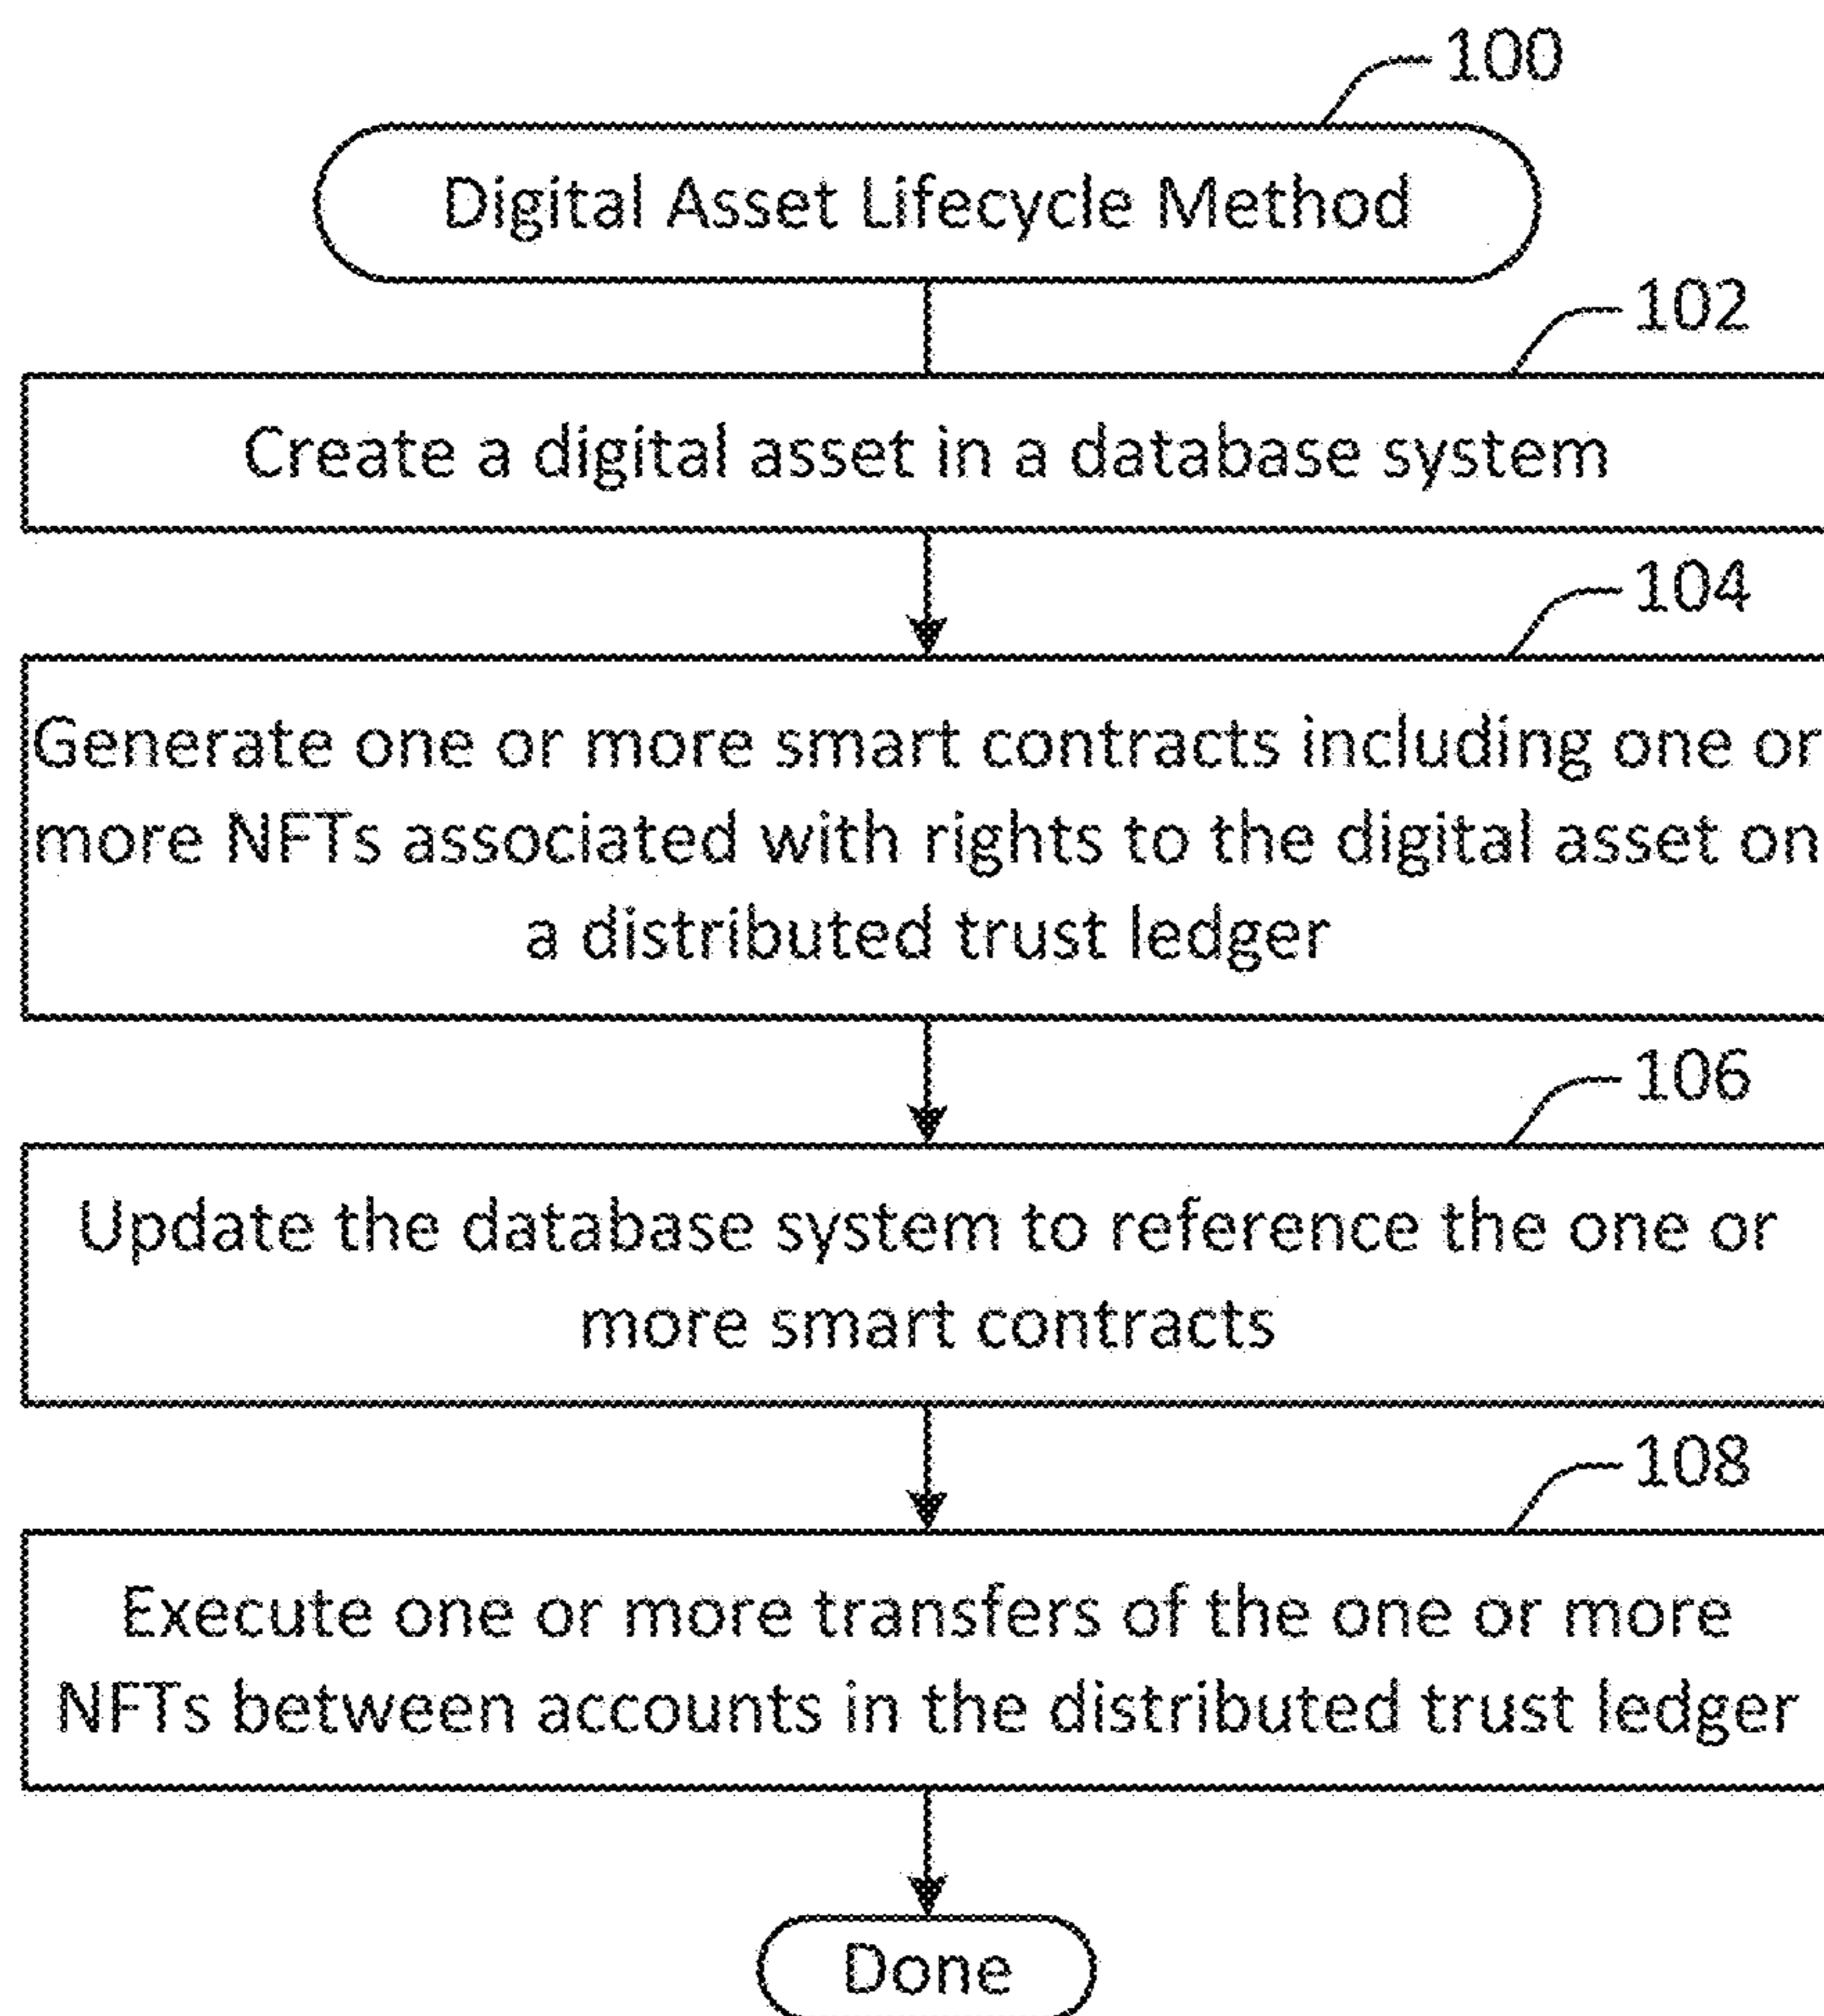 100
Digital Asset Lifecycle Method
102
Create a digital asset in a database system
104
Generate one or more smart contracts including one or
more NFTs associated with rights to the digital asset on
a distributed trust ledger
106
Update the database system to reference the one or
more smart contracts
108
Execute one or more transfers of the one or more
NFTs between accounts in the distributed trust ledger
Done